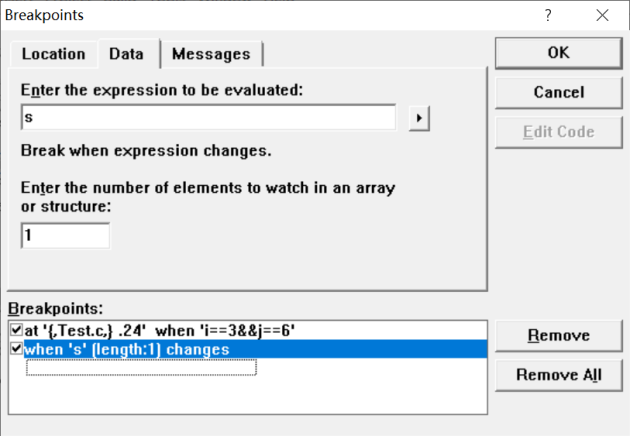 Breakpoints
Location Data Messages
OK
Enter the expression to be evaluated:
s
Cancel
Break when expression changes.
Edit Code
Enter the number of elements to watch in an array
or structure:
1
Breakpoints:
at '{,Test.c,} .24' when 'i==3&&j==6'
when 's' (length:1) changes
Remove
Remove All